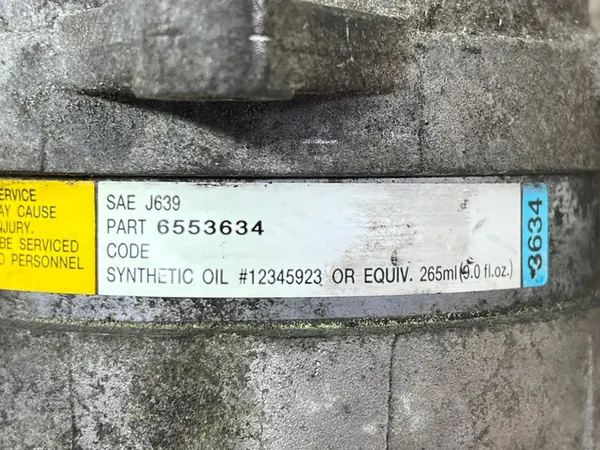 ERVICE
AY CAUSE
NJURY.
BE SERVICED
D PERSONNEL
SAE J639
PART 6553634
CODE
SYNTHETIC OIL #12345923 OR EQUIV. 265ml(9.0 fl.oz.)
3634